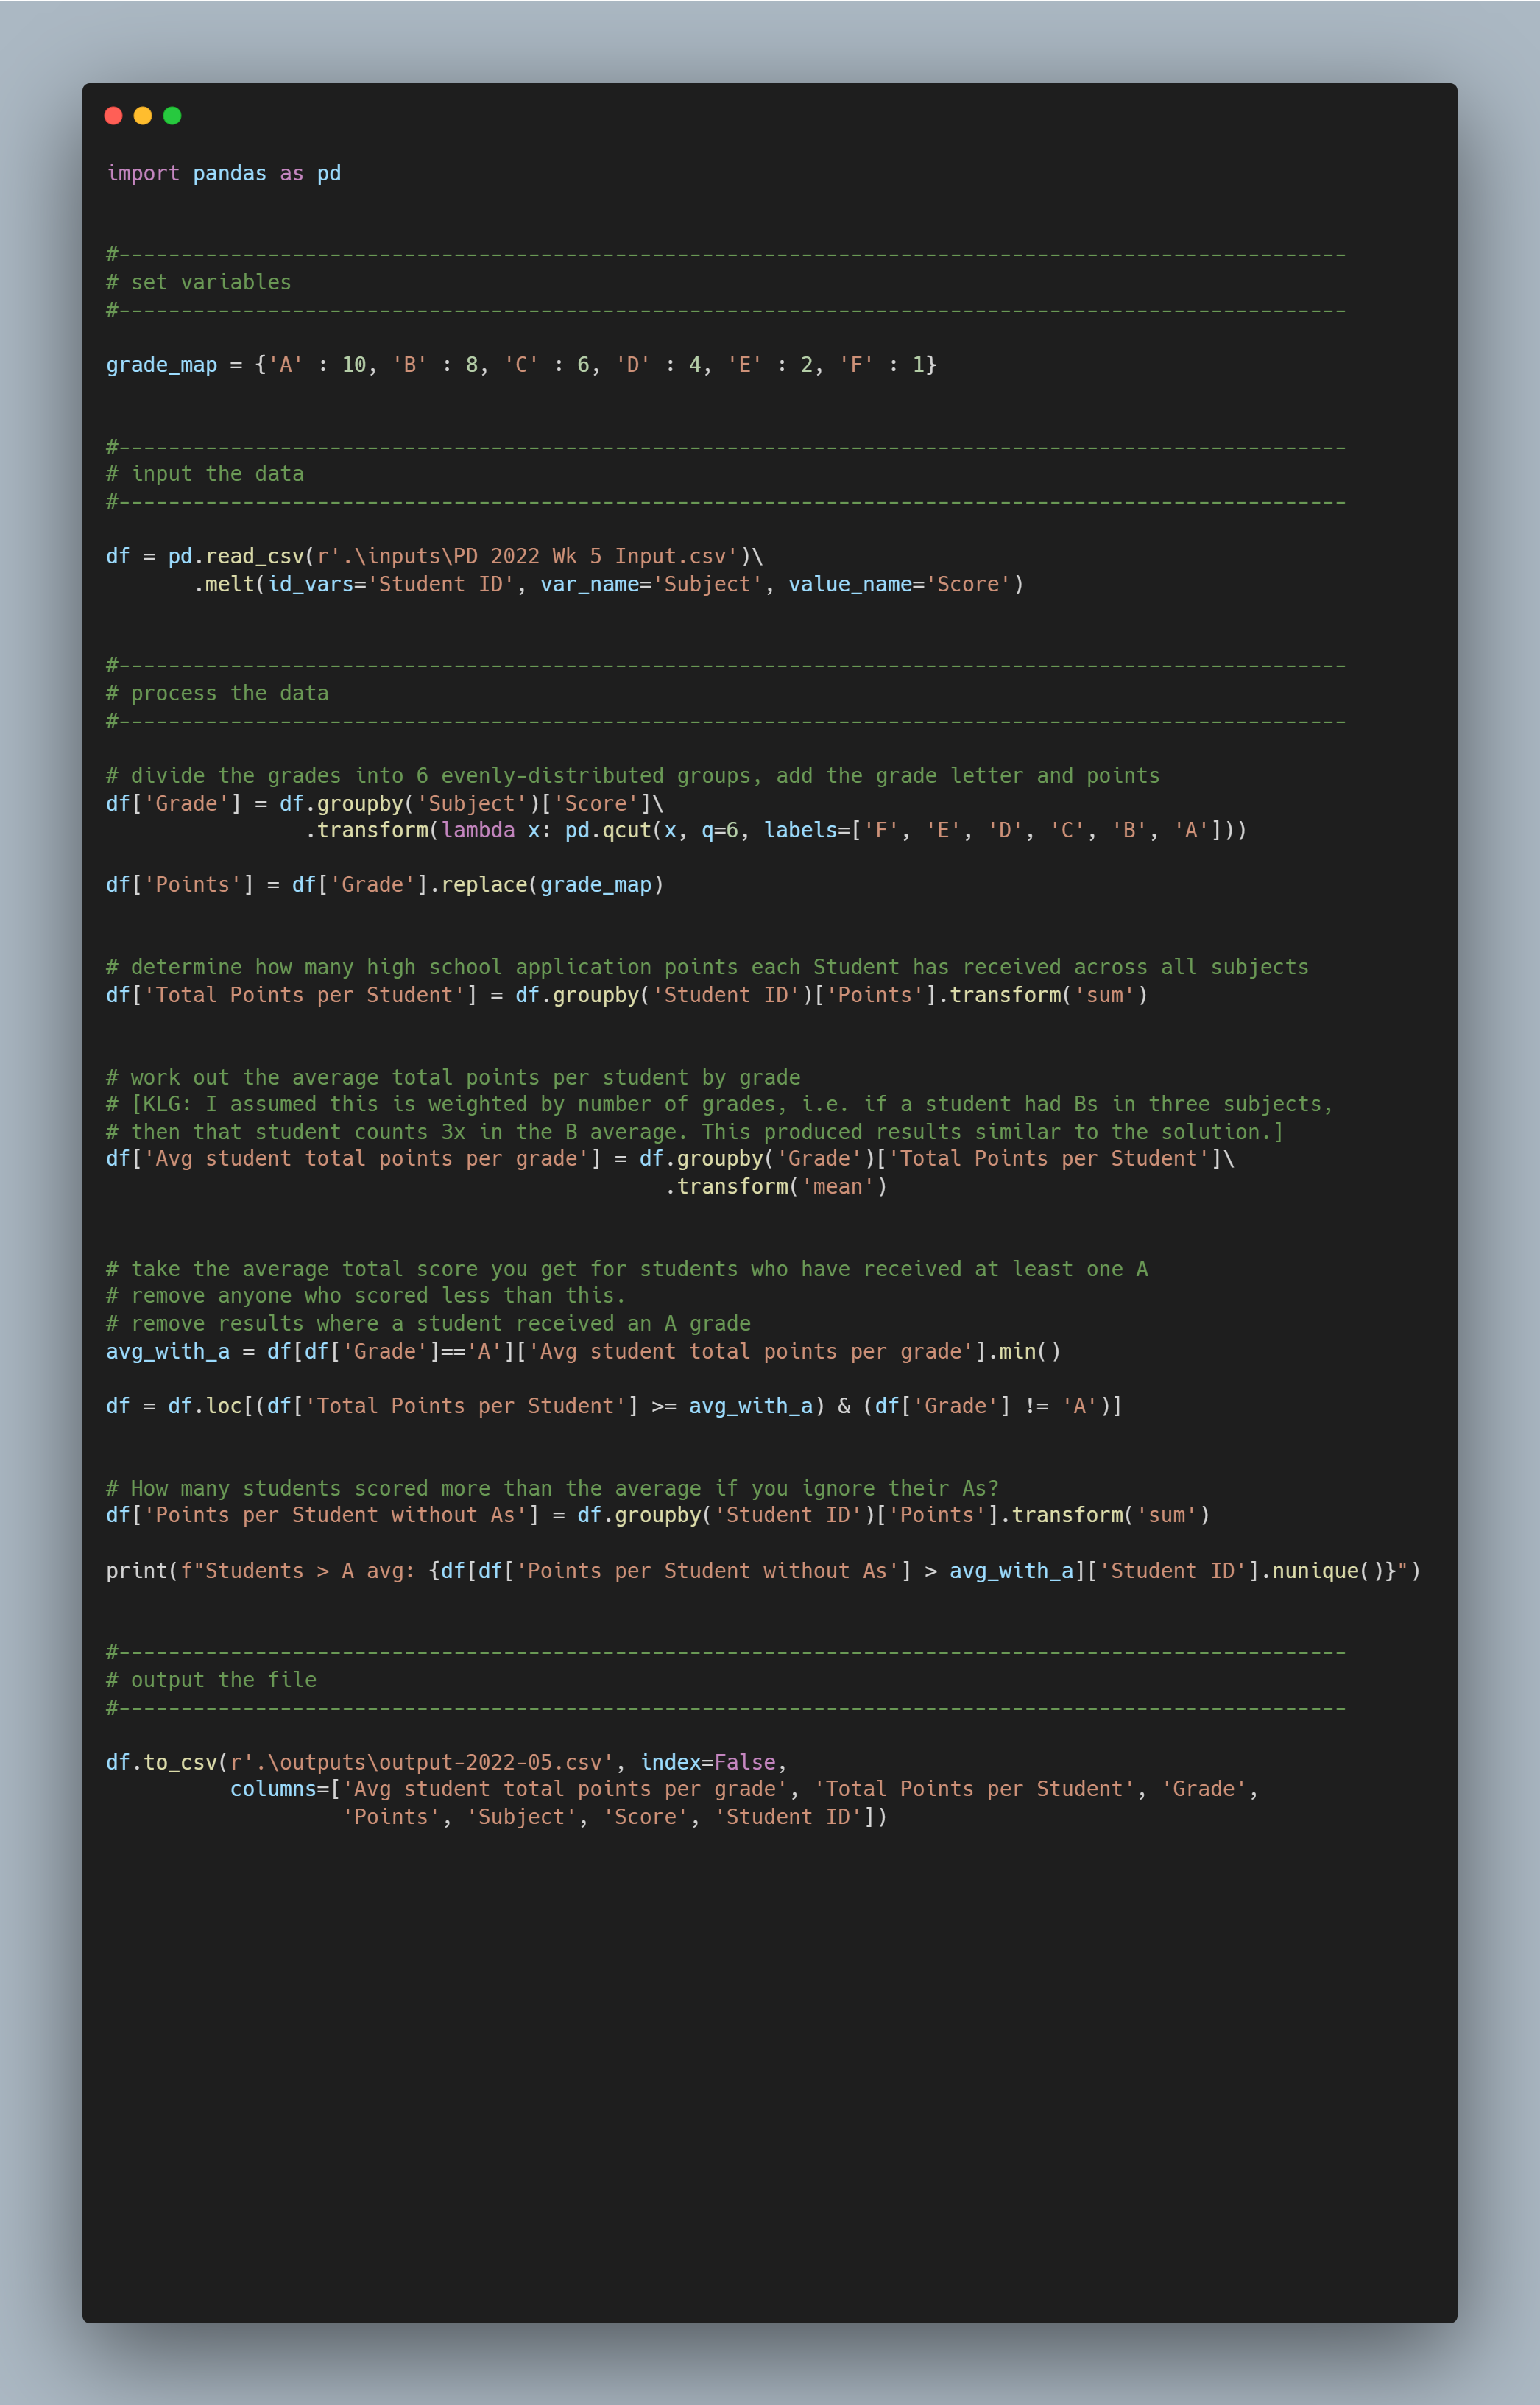 import pandas as pd
#---------------------------------------------------------------------------------------------------
# set variables
#---------------------------------------------------------------------------------------------------
grade_map = {'A' : 10, 'B' : 8, 'C' : 6, 'D' : 4, 'E' : 2, 'F' : 1}
#---------------------------------------------------------------------------------------------------
# input the data
#---------------------------------------------------------------------------------------------------
df = pd.read_csv(r'.\inputs\PD 2022 Wk 5 Input.csv')\
       .melt(id_vars='Student ID', var_name='Subject', value_name='Score')
#---------------------------------------------------------------------------------------------------
# process the data
#---------------------------------------------------------------------------------------------------
# divide the grades into 6 evenly-distributed groups, add the grade letter and points
df['Grade'] = df.groupby('Subject')['Score']\
                .transform(lambda x: pd.qcut(x, q=6, labels=['F', 'E', 'D', 'C', 'B', 'A']))
df['Points'] = df['Grade'].replace(grade_map)
# determine how many high school application points each Student has received across all subjects
df['Total Points per Student'] = df.groupby('Student ID')['Points'].transform('sum')
# work out the average total points per student by grade
# [KLG: I assumed this is weighted by number of grades, i.e. if a student had Bs in three subjects,
# then that student counts 3x in the B average. This produced results similar to the solution.]
df['Avg student total points per grade'] = df.groupby('Grade')['Total Points per Student']\
                                             .transform('mean')
# take the average total score you get for students who have received at least one A
# remove anyone who scored less than this.
# remove results where a student received an A grade
avg_with_a = df[df['Grade']=='A']['Avg student total points per grade'].min()
df = df.loc[(df['Total Points per Student'] >= avg_with_a) & (df['Grade'] != 'A')]
# How many students scored more than the average if you ignore their As?
df['Points per Student without As'] = df.groupby('Student ID')['Points'].transform('sum')
print(f"Students > A avg: {df[df['Points per Student without As'] > avg_with_a]['Student ID'].nunique()}")
#---------------------------------------------------------------------------------------------------
# output the file
#---------------------------------------------------------------------------------------------------
df.to_csv(r'.\outputs\output-2022-05.csv', index=False,
          columns=['Avg student total points per grade', 'Total Points per Student', 'Grade',
                   'Points', 'Subject', 'Score', 'Student ID'])